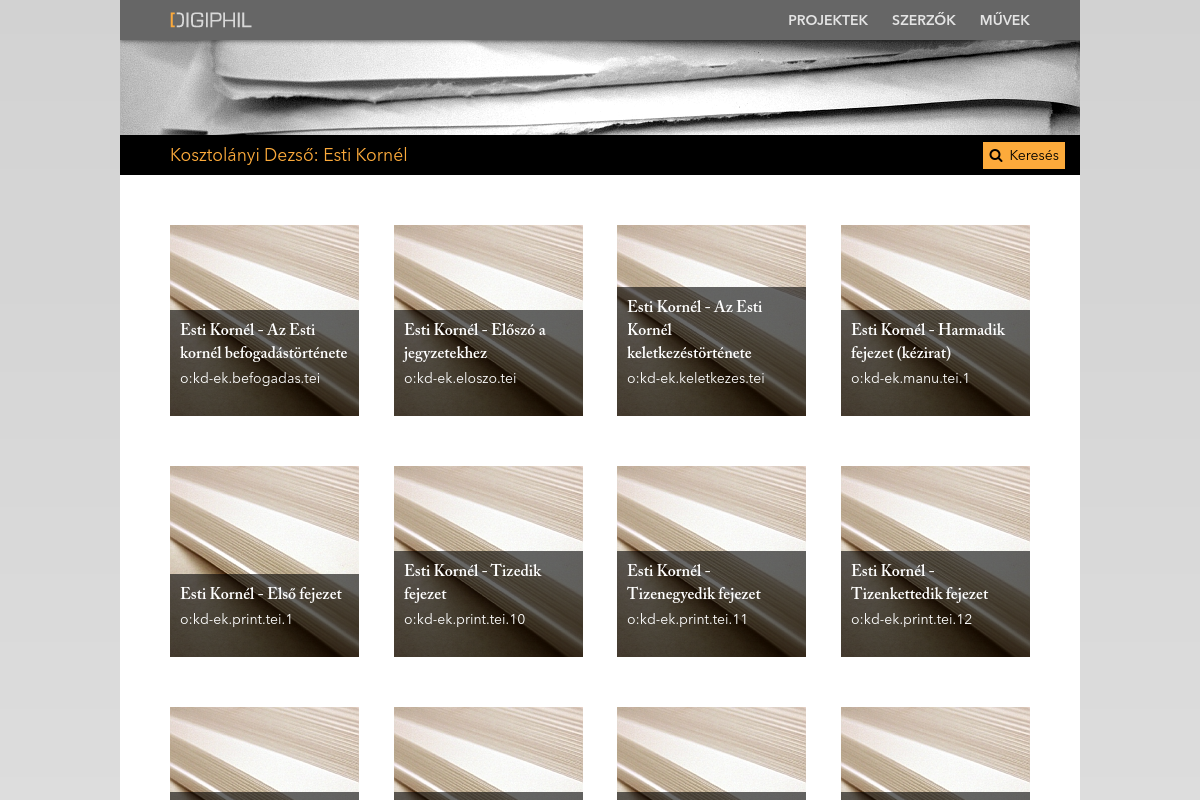 DIGIPHIL
PROJEKTEK SZERZŐK MŰVEK
Kosztolányi Dezső: Esti Kornél
Keresés
Esti Kornél - Az Esti
kornél befogadástörténete
o:kd-ek.befogadas.tei
Esti Kornél - Előszó a
jegyzetekhez
o:kd-ek.eloszo.tei
Esti Kornél - Az Esti
Kornél
keletkezéstörténete
o:kd-ek.keletkezes.tei
Esti Kornél - Harmadik
fejezet (kézirat)
o:kd-ek.manu.tei.1
Esti Kornél - Első fejezet
o:kd-ek.print.tei.1
Esti Kornél - Tizedik
fejezet
o:kd-ek.print.tei.10
Esti Kornél -
Tizenegyedik fejezet
o:kd-ek.print.tei.11
Esti Kornél -
Tizenkettedik fejezet
o:kd-ek.print.tei.12